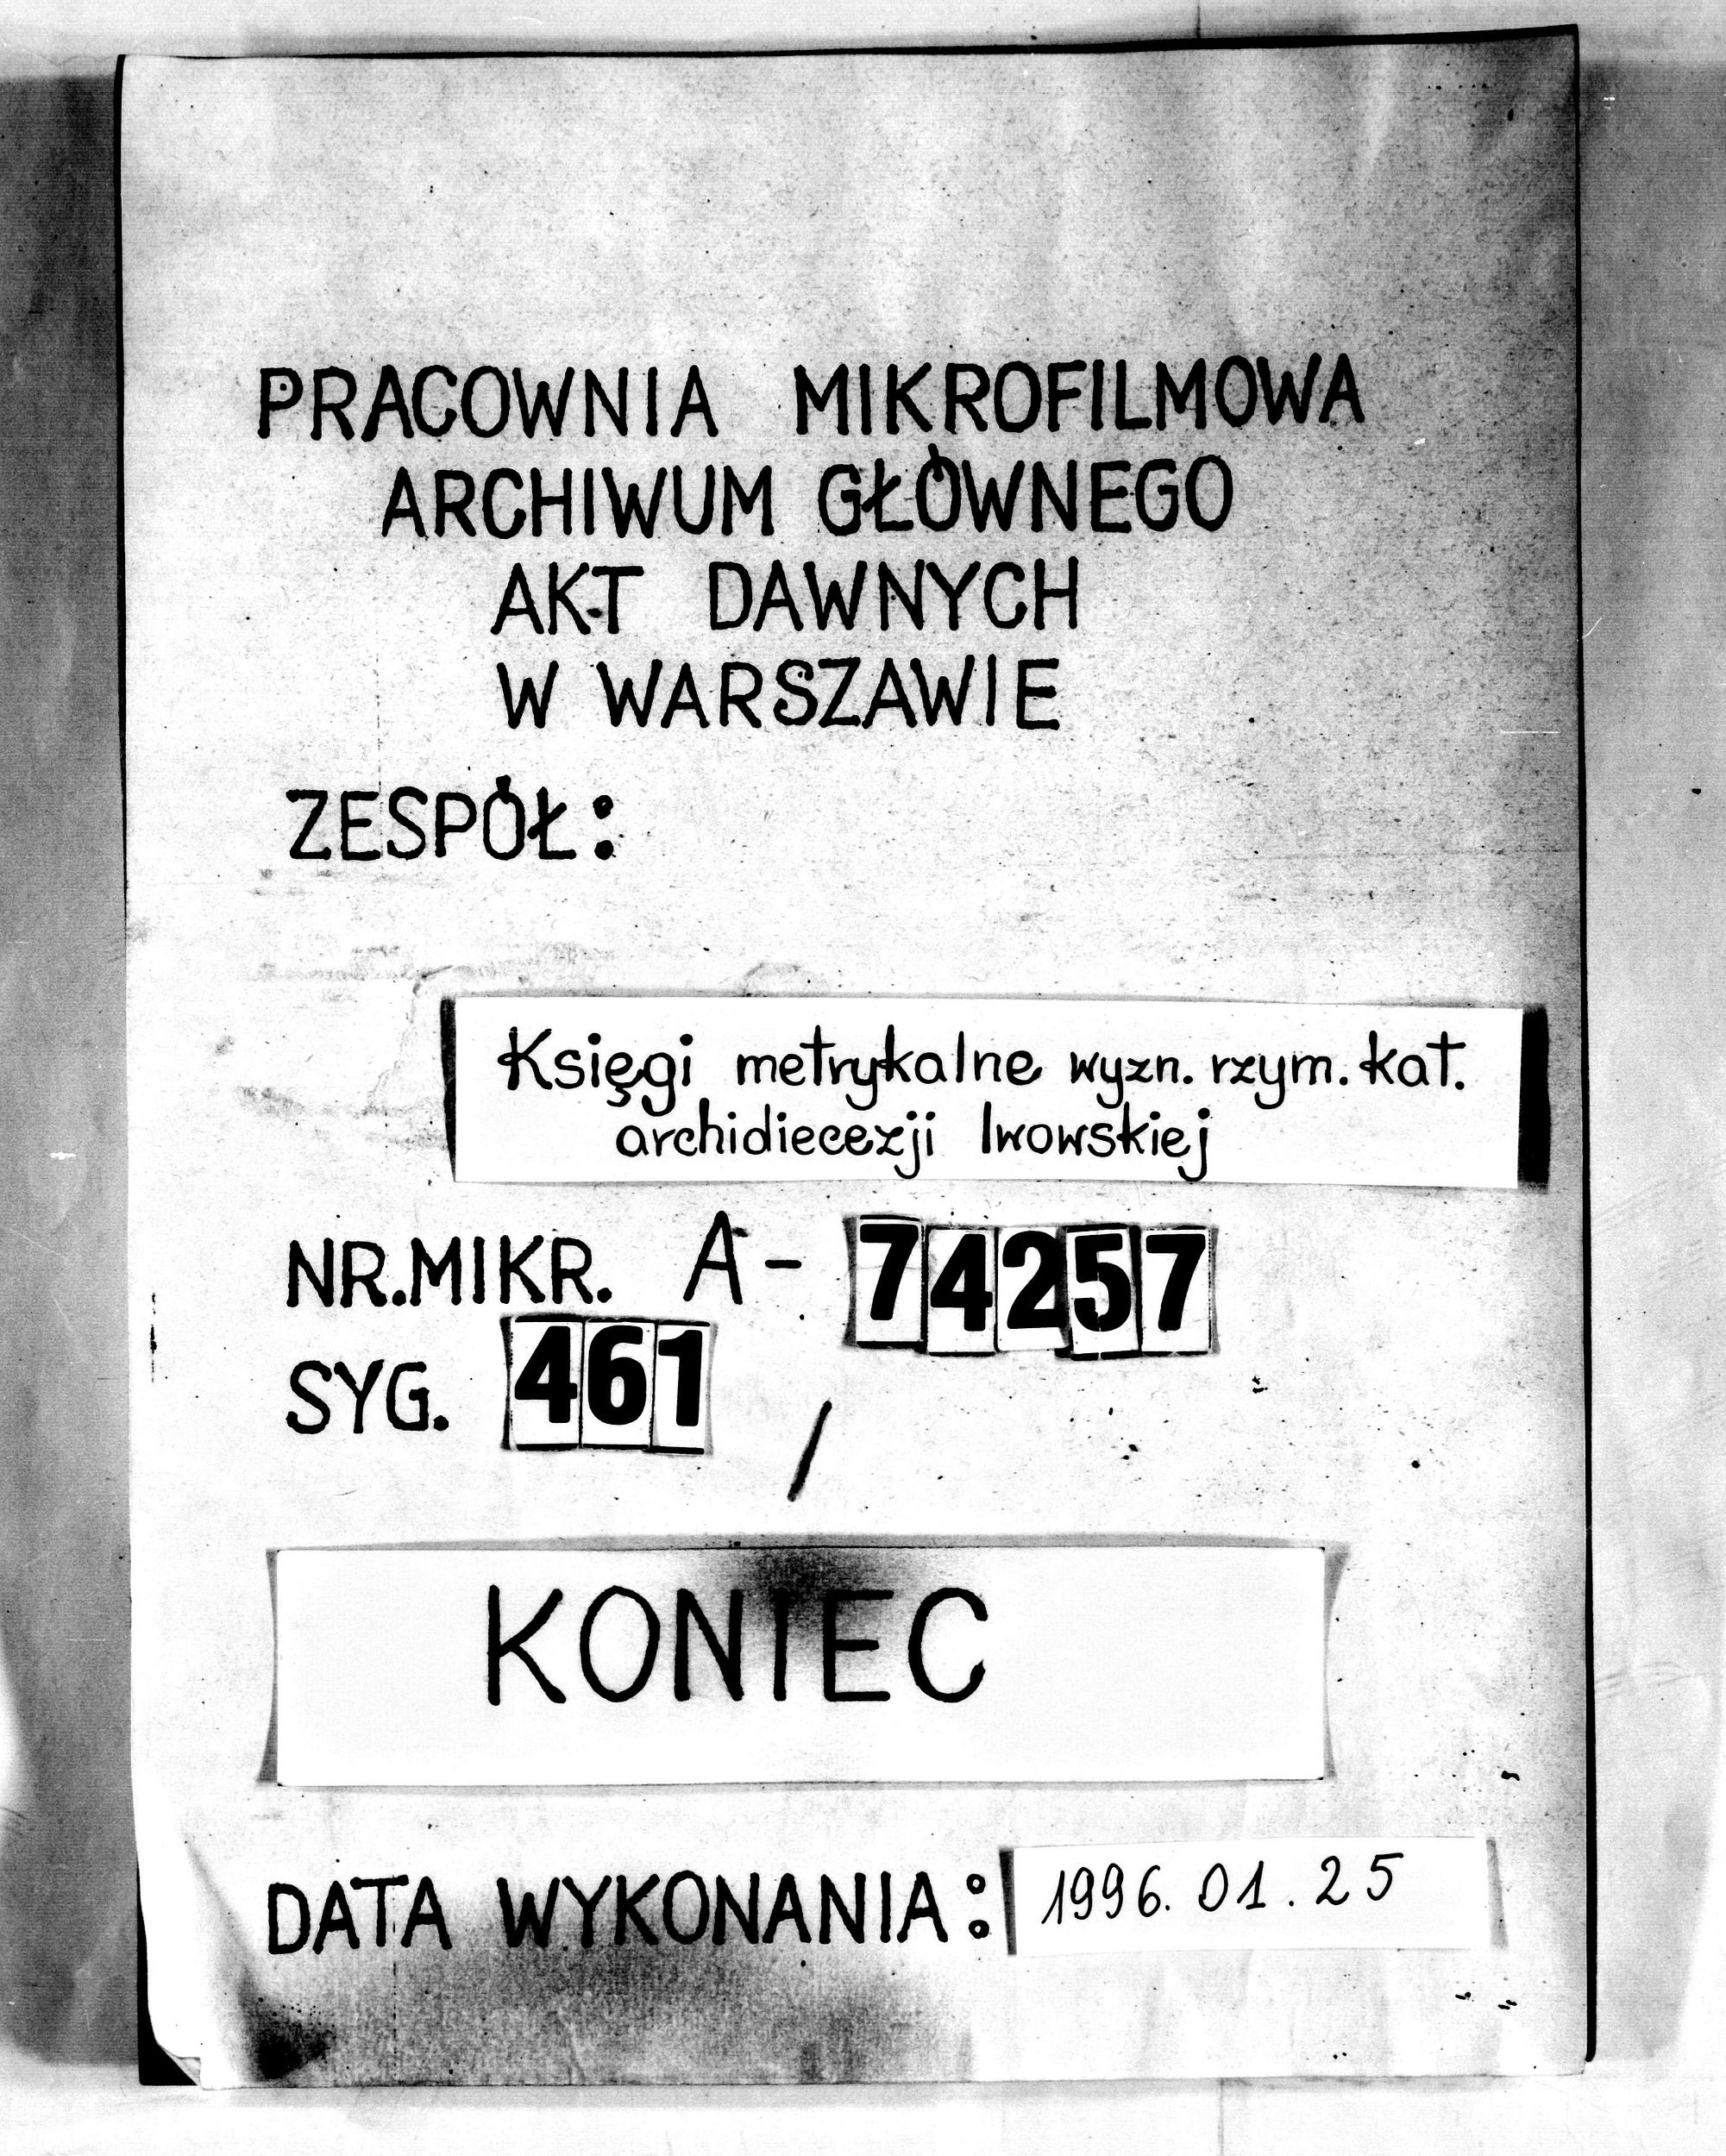 PRACOWNIA MIKROFILMOWA
ARCHIWUM GŁÓWNEGO
AKT DAWNYCH
W WARSZAWIE
ZESPÓŁ:
Księgi metrykalne wyzn. rzym. kat.
archidiecezji lwowskiej
NR.MIKR. A- 74257
SYG. 461 /
KONIEC
DATA WYKONANIA: 1996. 01. 25